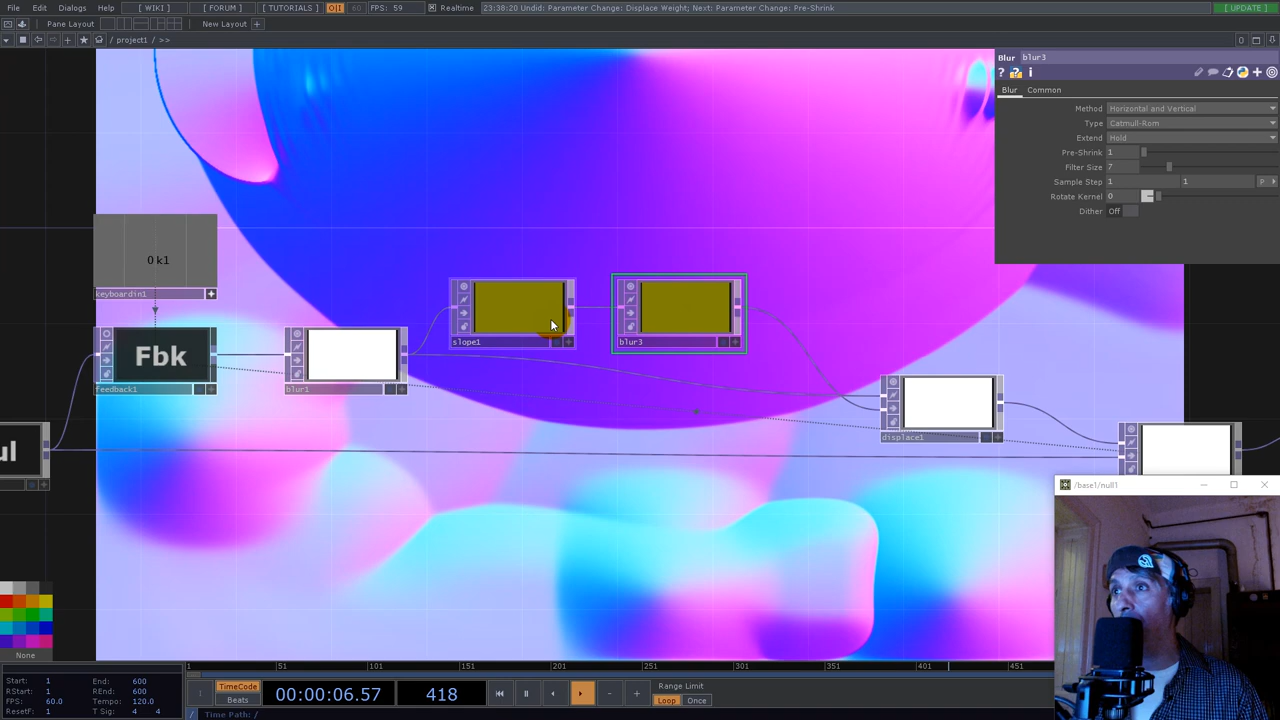 File Edit Dialogs Help [ WIKI ] [ FORUM ] [ TUTORIALS ] O|I 60 FPS: 59 Realtime 23:38:20 Undid: Parameter Change: Displace Weight; Next: Parameter Change: Pre-Shrink [ UPDATE ]
Pane Layout New Layout +
/ project1 / >> 0
Blur blur3
? ? i
Blur Common
Method Horizontal and Vertical
Type Catmull-Rom
Extend Hold
Pre-Shrink 1
Filter Size 7
Sample Step 1 1 P
Rotate Kernel 0
Dither Off
0 k1
keyboardin1
slope1
blur3
Fbk
feedback1
blur1
displace1
ul
/base1/null1
None
1 51 101 151 201 251 301 351 401 451
Start: 1 End: 600
RStart: 1 REnd: 600
FPS: 60.0 Tempo: 120.0
ResetF: 1 T Sig: 4 4
TimeCode
Beats
00:00:06.57
418
Range Limit
Loop Once
/ Time Path: /